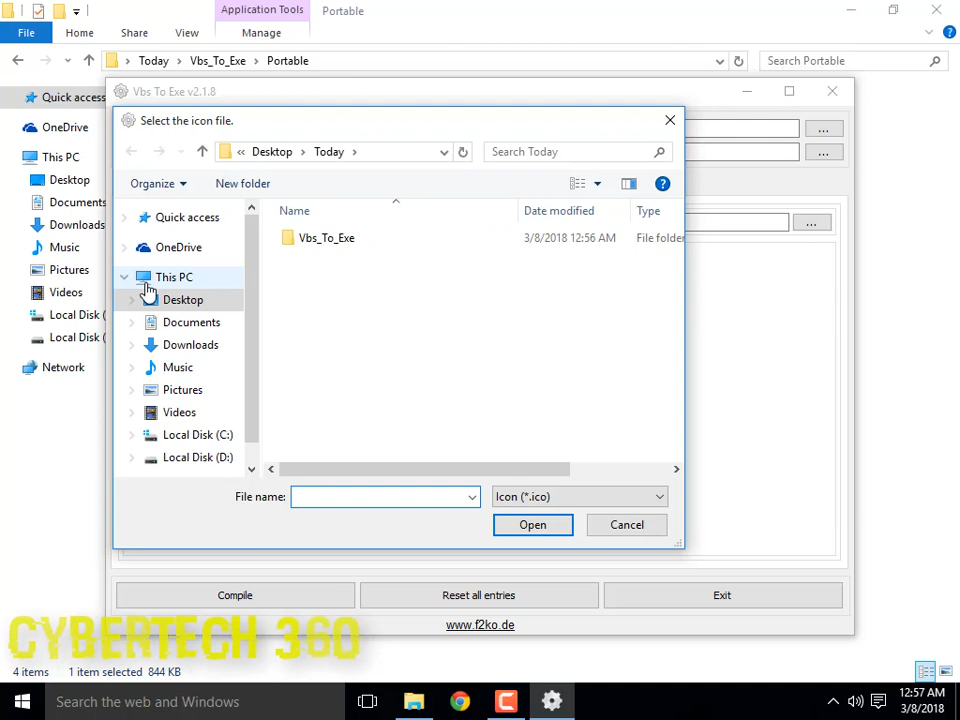 Application Tools Portable
File Home Share View Manage
Today Vbs_To_Exe Portable Search Portable
Vbs To Exe v2.1.8
Quick access
OneDrive
This PC
Desktop
Documents
Downloads
Music
Pictures
Videos
Local Disk (
Local Disk (
Network
...
...
...
Select the icon file.
« Desktop Today Search Today
Organize New folder
Quick access
OneDrive
This PC
Desktop
Documents
Downloads
Music
Pictures
Videos
Local Disk (C:)
Local Disk (D:)
Name Date modified Type
Vbs_To_Exe 3/8/2018 12:56 AM File folder
File name: Icon (*.ico)
Open Cancel
Compile Reset all entries Exit
www.f2ko.de
CYBERTECH 360
4 items 1 item selected 844 KB
Search the web and Windows
12:57 AM
3/8/2018